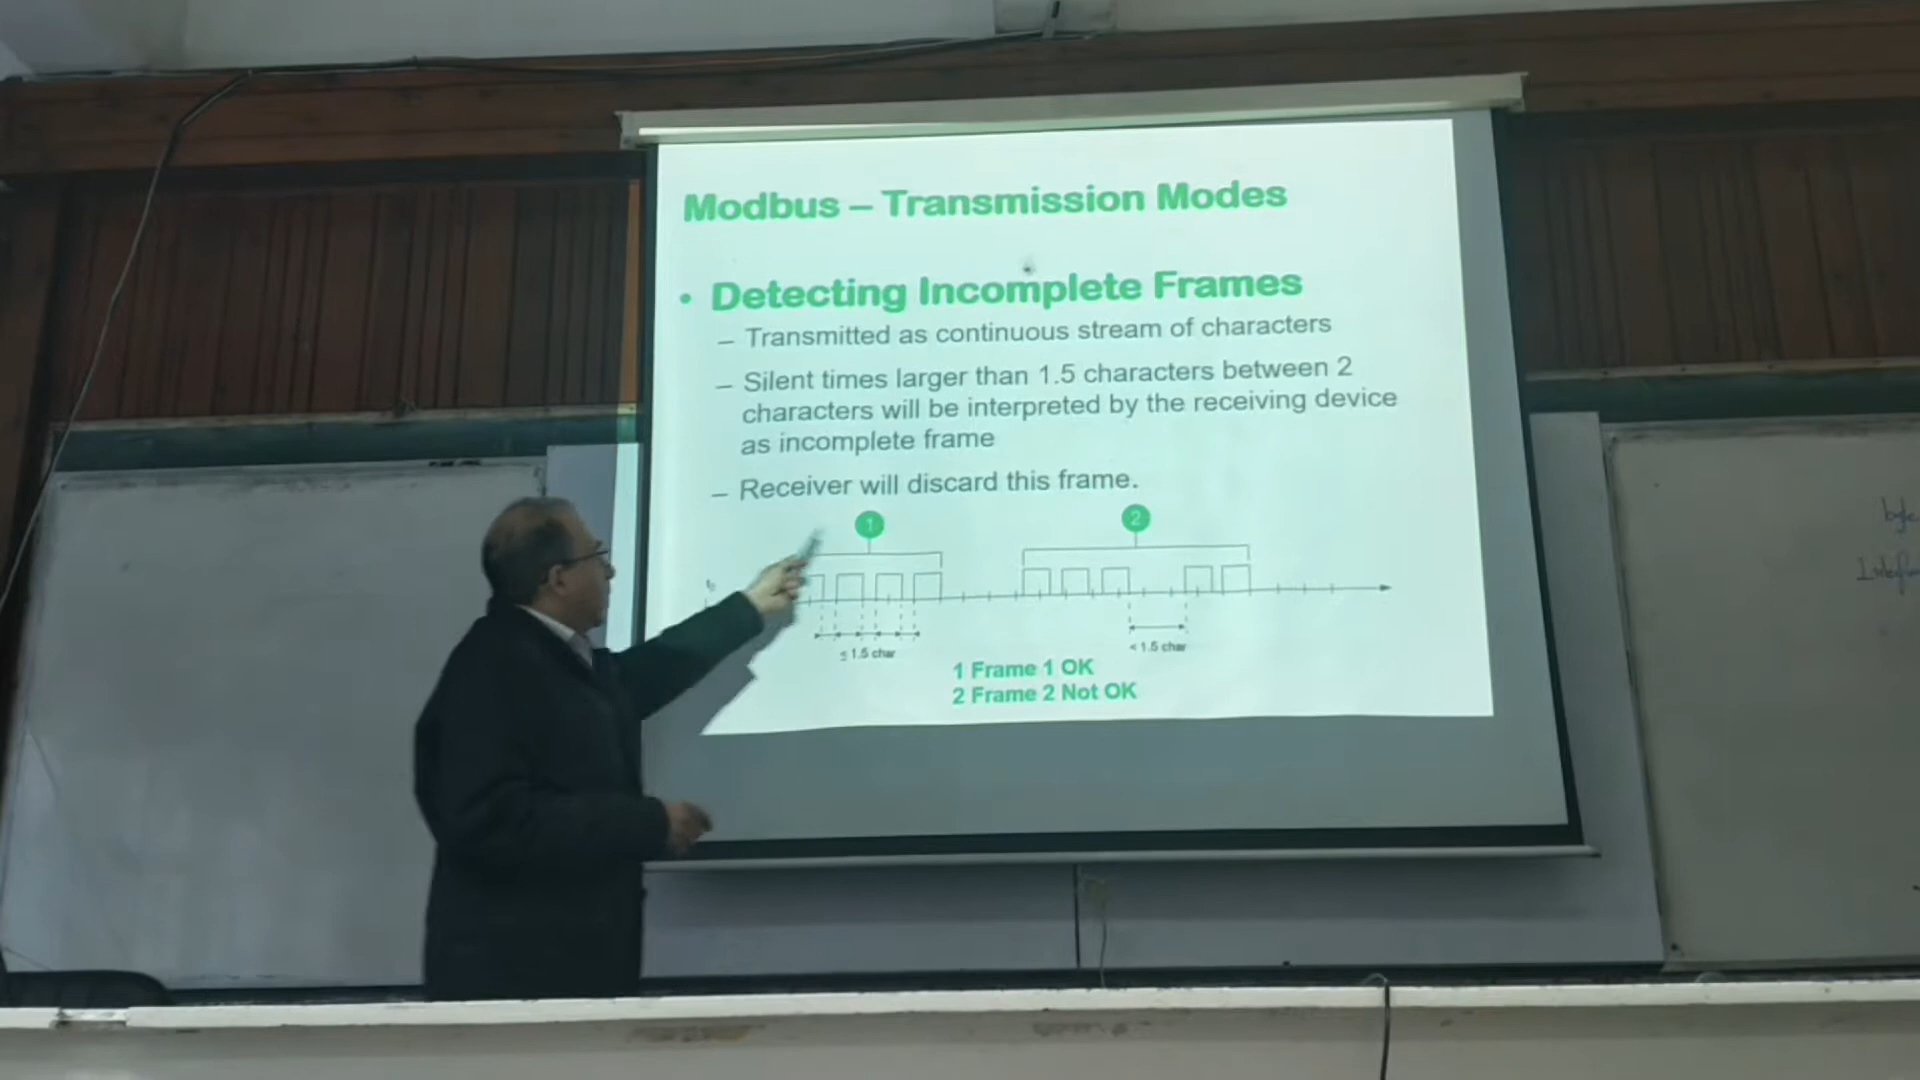 Modbus – Transmission Modes
• Detecting Incomplete Frames
– Transmitted as continuous stream of characters
– Silent times larger than 1.5 characters between 2
characters will be interpreted by the receiving device
as incomplete frame
– Receiver will discard this frame.
1
2
≤ 1.5 char
< 1.5 char
1 Frame 1 OK
2 Frame 2 Not OK
byte